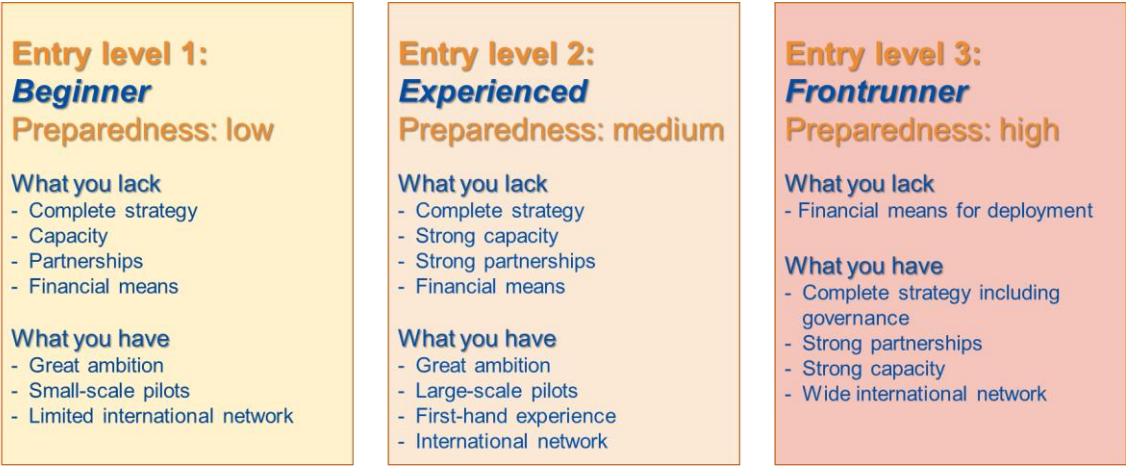 Entry level 1:
Beginner
Preparedness: low
What you lack
- Complete strategy
- Capacity
- Partnerships
- Financial means
What you have
- Great ambition
- Small-scale pilots
- Limited international network
Entry level 2:
Experienced
Preparedness: medium
What you lack
- Complete strategy
- Strong capacity
- Strong partnerships
- Financial means
What you have
- Great ambition
- Large-scale pilots
- First-hand experience
- International network
Entry level 3:
Frontrunner
Preparedness: high
What you lack
- Financial means for deployment
What you have
- Complete strategy including
governance
- Strong partnerships
- Strong capacity
- Wide international network